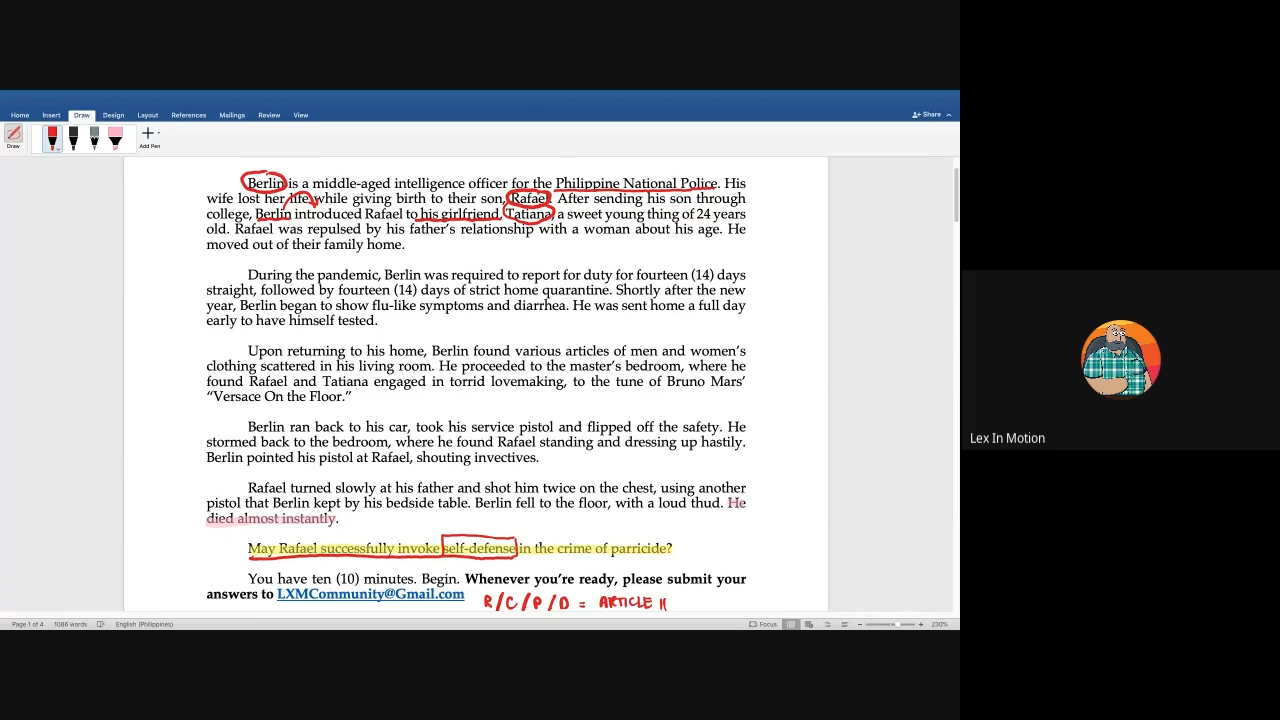 Home Insert Draw Design Layout References Mailings Review View Share
Draw Add Pen
Berlin is a middle-aged intelligence officer for the Philippine National Police. His
wife lost her life while giving birth to their son, Rafael. After sending his son through
college, Berlin introduced Rafael to his girlfriend, Tatiana, a sweet young thing of 24 years
old. Rafael was repulsed by his father's relationship with a woman about his age. He
moved out of their family home.
During the pandemic, Berlin was required to report for duty for fourteen (14) days
straight, followed by fourteen (14) days of strict home quarantine. Shortly after the new
year, Berlin began to show flu-like symptoms and diarrhea. He was sent home a full day
early to have himself tested.
Upon returning to his home, Berlin found various articles of men and women's
clothing scattered in his living room. He proceeded to the master's bedroom, where he
found Rafael and Tatiana engaged in torrid lovemaking, to the tune of Bruno Mars'
"Versace On the Floor."
Berlin ran back to his car, took his service pistol and flipped off the safety. He
stormed back to the bedroom, where he found Rafael standing and dressing up hastily.
Berlin pointed his pistol at Rafael, shouting invectives.
Rafael turned slowly at his father and shot him twice on the chest, using another
pistol that Berlin kept by his bedside table. Berlin fell to the floor, with a loud thud. He
died almost instantly.
May Rafael successfully invoke self-defense in the crime of parricide?
You have ten (10) minutes. Begin. Whenever you're ready, please submit your
answers to LXMCommunity@Gmail.com
R/C/P/D = ARTICLE 11
Page 1 of 4 1086 words English (Philippines) Focus 230%
Lex In Motion